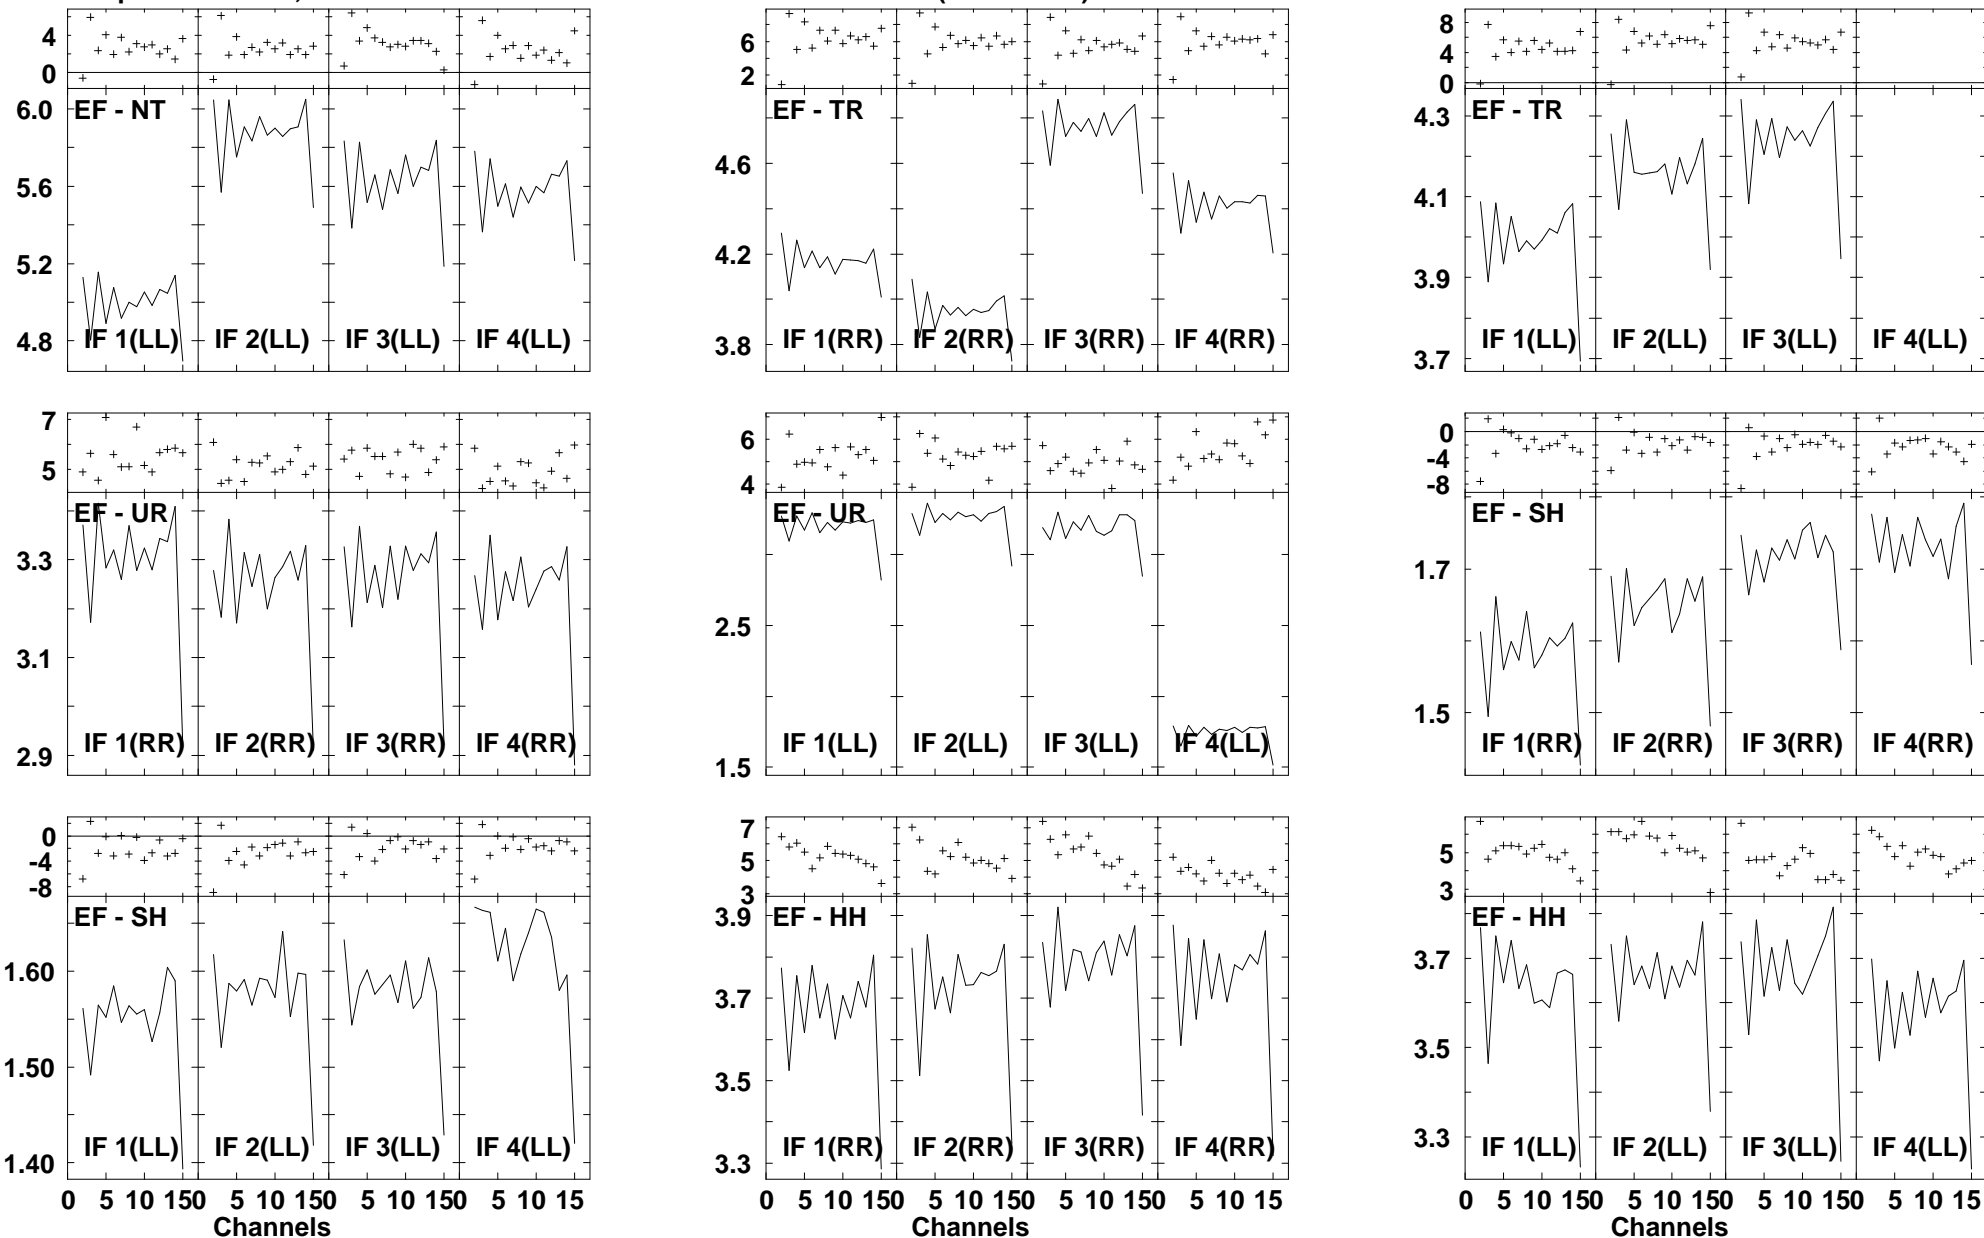 4
0
6.0
5.6
5.2
4.8
EF - NT
IF 1(LL) IF 2(LL) IF 3(LL) IF 4(LL)
6
2
4.6
4.2
3.8
EF - TR
IF 1(RR) IF 2(RR) IF 3(RR) IF 4(RR)
8
4
0
4.3
4.1
3.9
3.7
EF - TR
IF 1(LL) IF 2(LL) IF 3(LL) IF 4(LL)
7
5
3.3
3.1
2.9
EF - UR
IF 1(RR) IF 2(RR) IF 3(RR) IF 4(RR)
6
4
2.5
1.5
EF - UR
IF 1(LL) IF 2(LL) IF 3(LL) IF 4(LL)
0
-4
-8
1.7
1.5
EF - SH
IF 1(RR) IF 2(RR) IF 3(RR) IF 4(RR)
0
-4
-8
1.60
1.50
1.40
EF - SH
IF 1(LL) IF 2(LL) IF 3(LL) IF 4(LL)
0 5 10 150 5 10 150 5 10 150 5 10 15
Channels
7
5
3
3.9
3.7
3.5
3.3
EF - HH
IF 1(RR) IF 2(RR) IF 3(RR) IF 4(RR)
0 5 10 150 5 10 150 5 10 150 5 10 15
Channels
5
3
3.7
3.5
3.3
EF - HH
IF 1(LL) IF 2(LL) IF 3(LL) IF 4(LL)
0 5 10 150 5 10 150 5 10 150 5 10 15
Channels